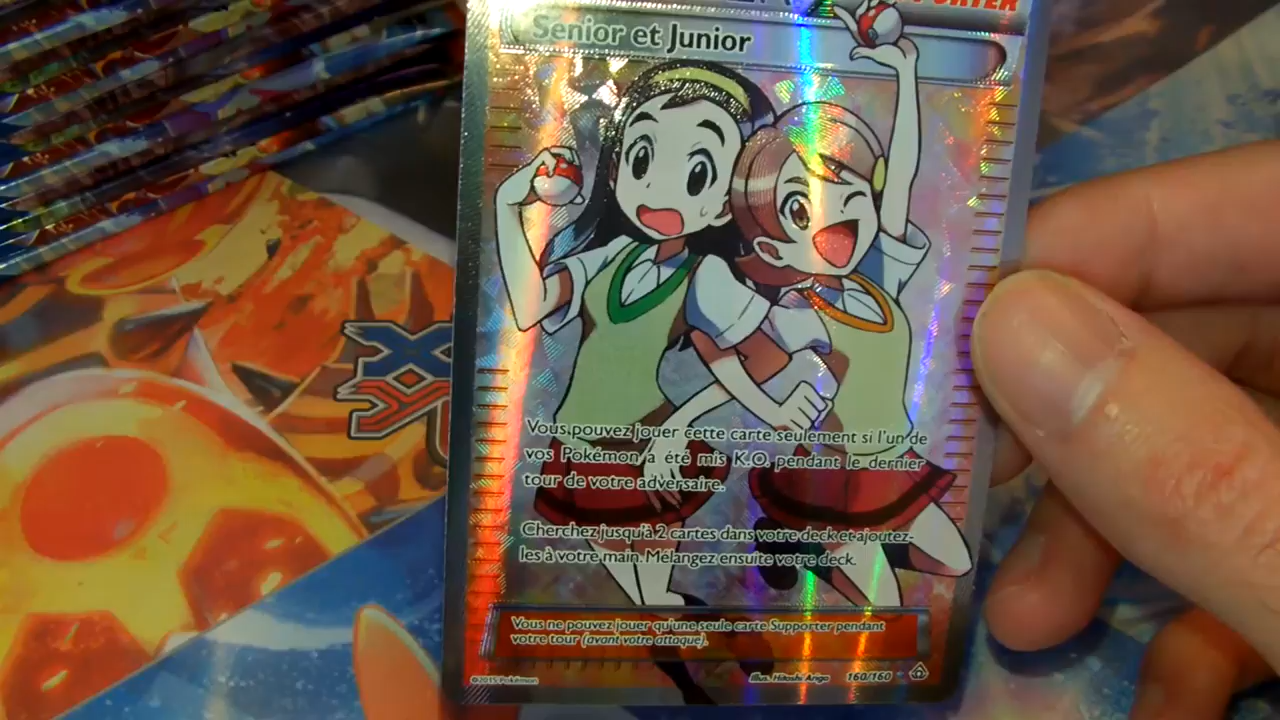 PORTER
Senior et Junior
XY
Vous pouvez jouer cette carte seulement si l'un de
vos Pokémon a été mis K.O. pendant le dernier
tour de votre adversaire.
Cherchez jusqu'à 2 cartes dans votre deck et ajoutez-
les à votre main. Mélangez ensuite votre deck.
Vous ne pouvez jouer qu'une seule carte Supporter pendant
votre tour (avant votre attaque).
©2015 Pokémon
Illus. Hitoshi Ariga
160/160